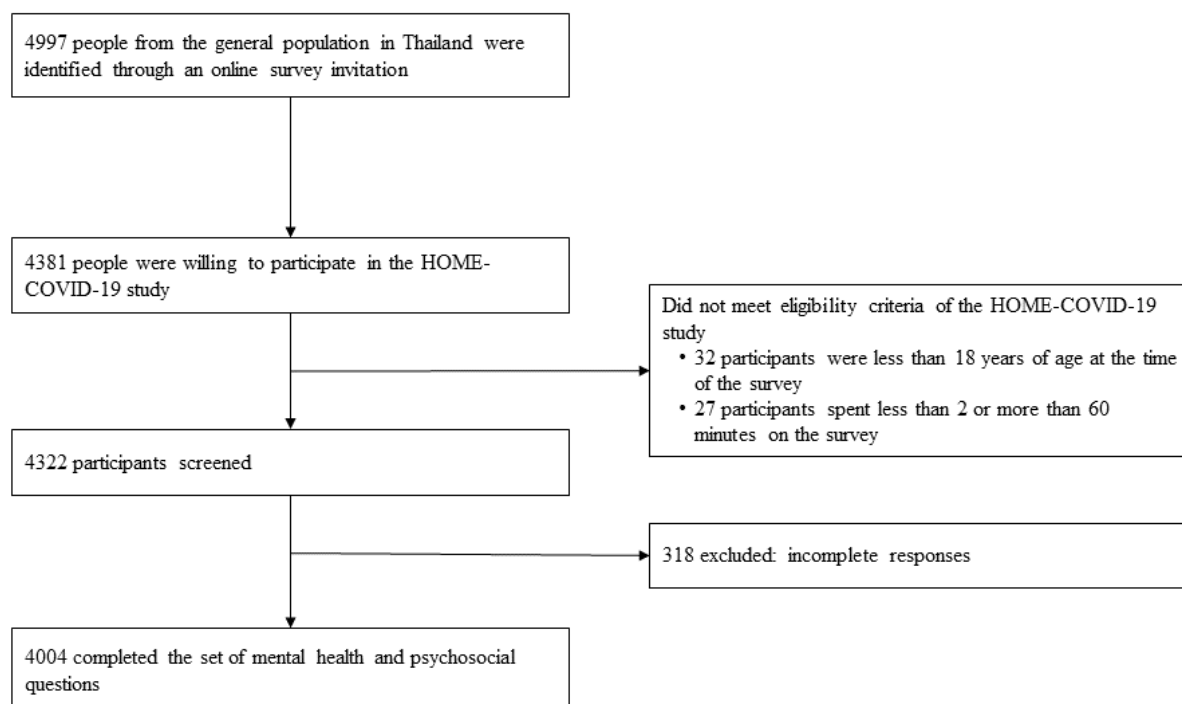 4997 people from the general population in Thailand were
identified through an online survey invitation
4381 people were willing to participate in the HOME-
COVID-19 study
Did not meet eligibility criteria of the HOME-COVID-19
study
• 32 participants were less than 18 years of age at the time
of the survey
• 27 participants spent less than 2 or more than 60
minutes on the survey
4322 participants screened
318 excluded: incomplete responses
4004 completed the set of mental health and psychosocial
questions